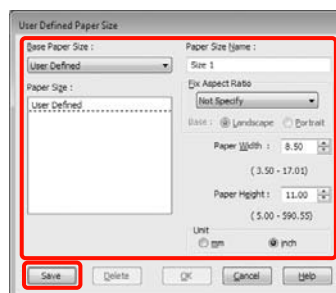 User Defined Paper Size
Base Paper Size :
User Defined
Paper Size :
User Defined
Paper Size Name :
Size 1
Fix Aspect Ratio
Not Specify
Base : Landscape Portrait
Paper Width : 8.50
( 3.50 - 17.01)
Paper Height : 11.00
( 5.00 - 590.55)
Unit
mm inch
Save Delete OK Cancel Help